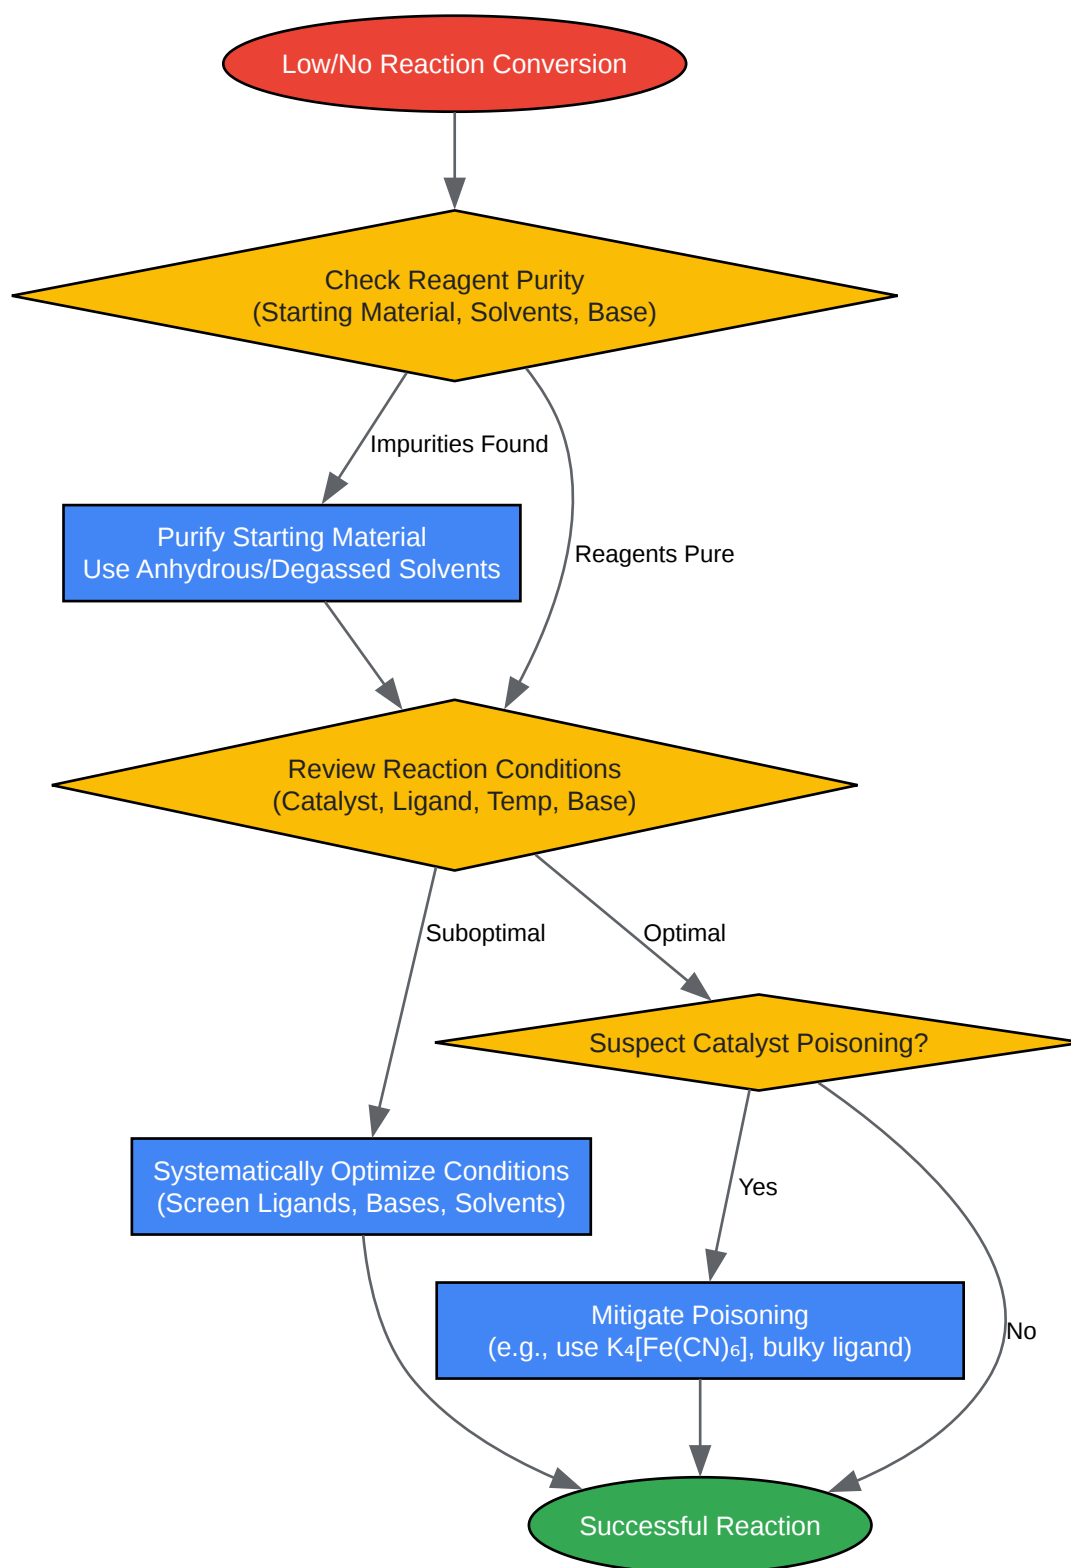 Low/No Reaction Conversion
Check Reagent Purity
(Starting Material, Solvents, Base)
Impurities Found
Purify Starting Material
Use Anhydrous/Degassed Solvents
Reagents Pure
Review Reaction Conditions
(Catalyst, Ligand, Temp, Base)
Suboptimal
Optimal
Suspect Catalyst Poisoning?
Systematically Optimize Conditions
(Screen Ligands, Bases, Solvents)
Yes
Mitigate Poisoning
(e.g., use K₄[Fe(CN)₆], bulky ligand)
No
Successful Reaction